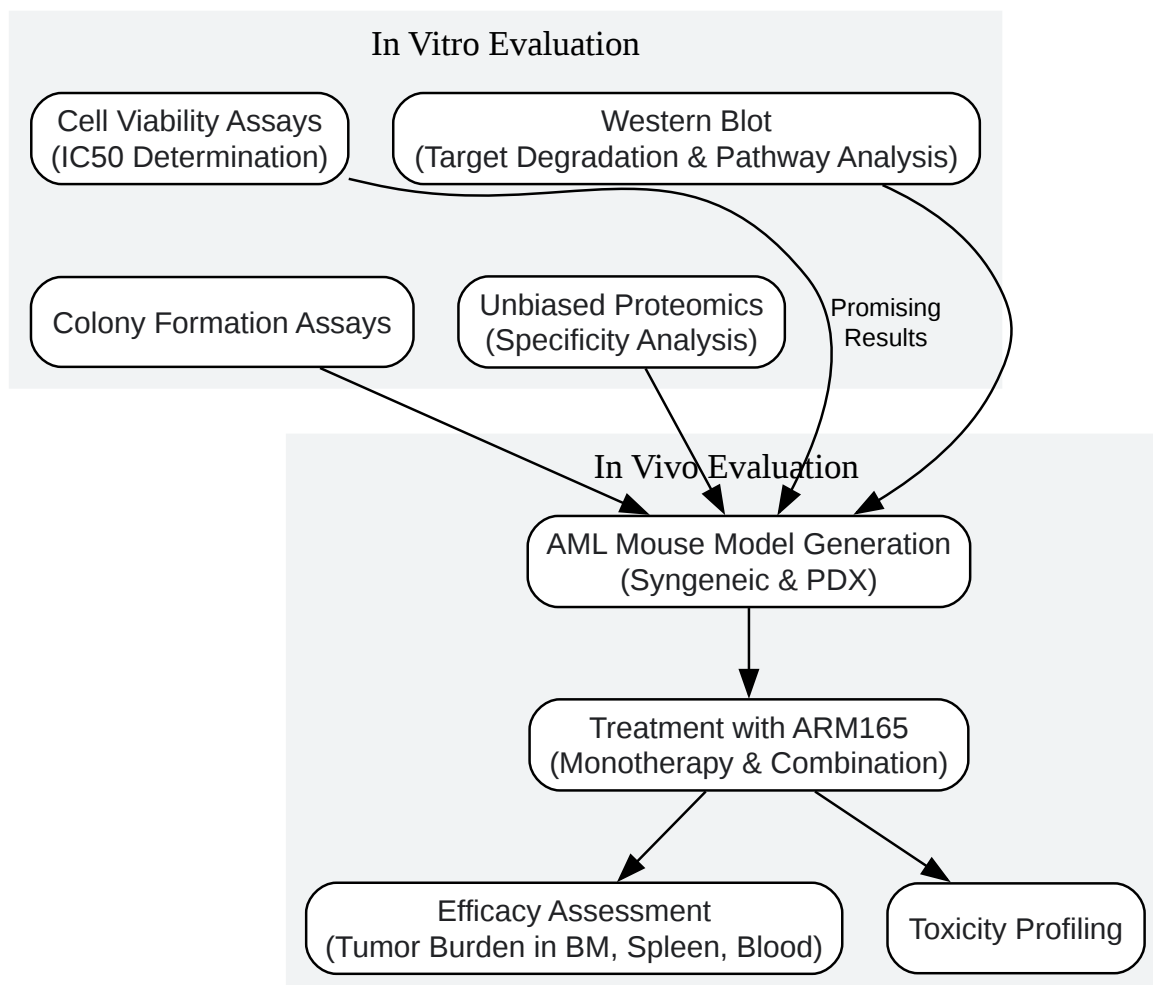 In Vitro Evaluation
Cell Viability Assays
(IC50 Determination)
Western Blot
(Target Degradation & Pathway Analysis)
Colony Formation Assays
Unbiased Proteomics
(Specificity Analysis)
Promising
Results
In Vivo Evaluation
AML Mouse Model Generation
(Syngeneic & PDX)
Treatment with ARM165
(Monotherapy & Combination)
Efficacy Assessment
(Tumor Burden in BM, Spleen, Blood)
Toxicity Profiling